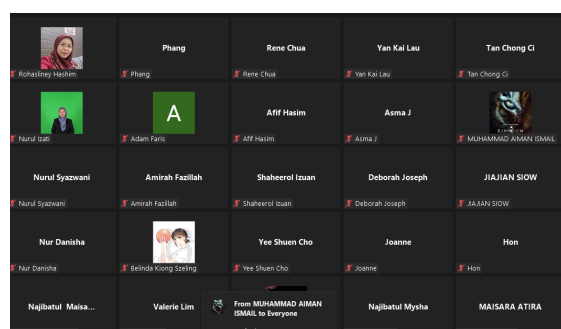 Phang
Rene Chua
Yan Kai Lau
Tan Chong Ci
Rohasliney Hashim
Phang
Rene Chua
Yan Kai Lau
Tan Chong Ci
A
Afif Hasim
Asma J
KINGDOM
Nurul Izati
Adam Faris
Afif Hasim
Asma J
MUHAMMAD AIMAN ISMAIL
Nurul Syazwani
Amirah Fazillah
Shaheerol Izuan
Deborah Joseph
JIAJIAN SIOW
Nurul Syazwani
Amirah Fazillah
Shaheerol Izuan
Deborah Joseph
JIAJIAN SIOW
Nur Danisha
Yee Shuen Cho
Joanne
Hon
Nur Danisha
Belinda Kiong Szeling
Yee Shuen Cho
Joanne
Hon
Najibatul Maisa...
Valerie Lim
From MUHAMMAD AIMAN
ISMAIL to Everyone
Najibatul Mysha
MAISARA ATIRA